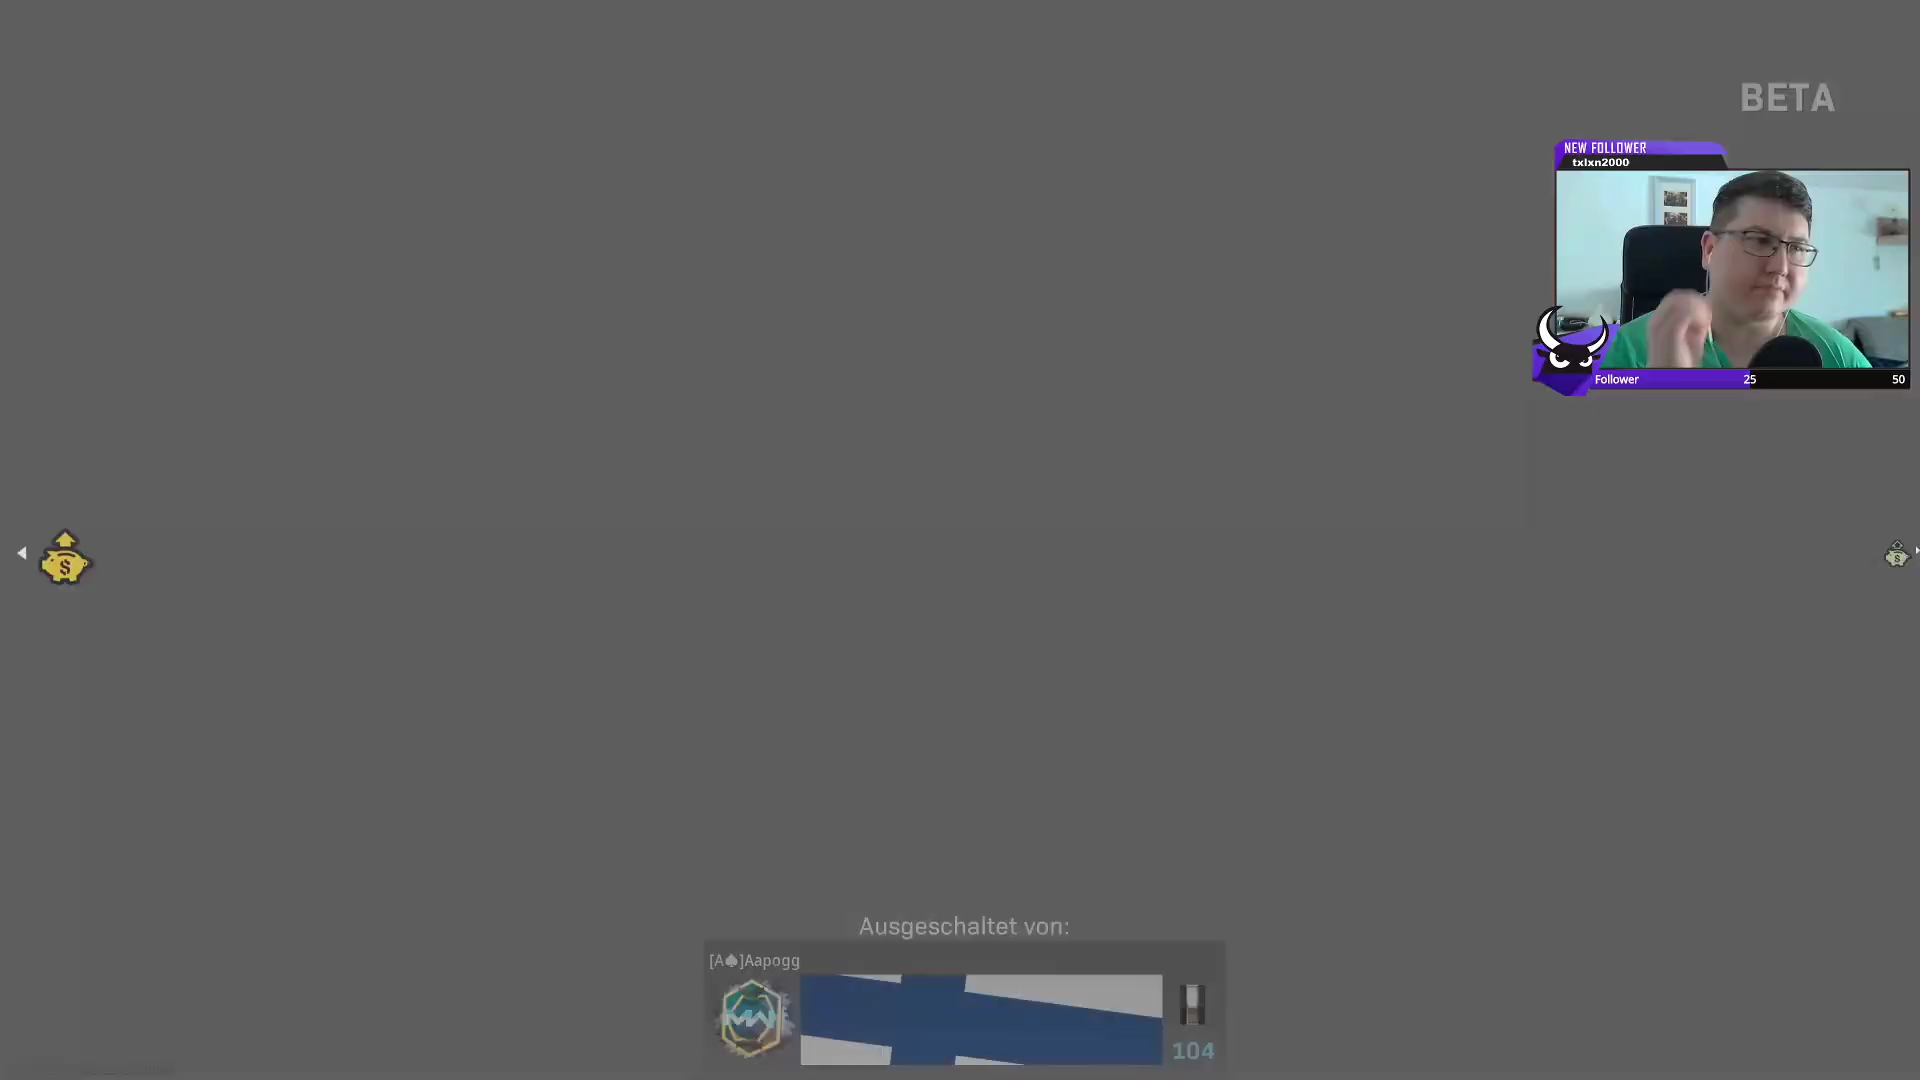 BETA
NEW FOLLOWER
txlxn2000
Follower 25 50
Ausgeschaltet von:
[A♠]Aapogg
104